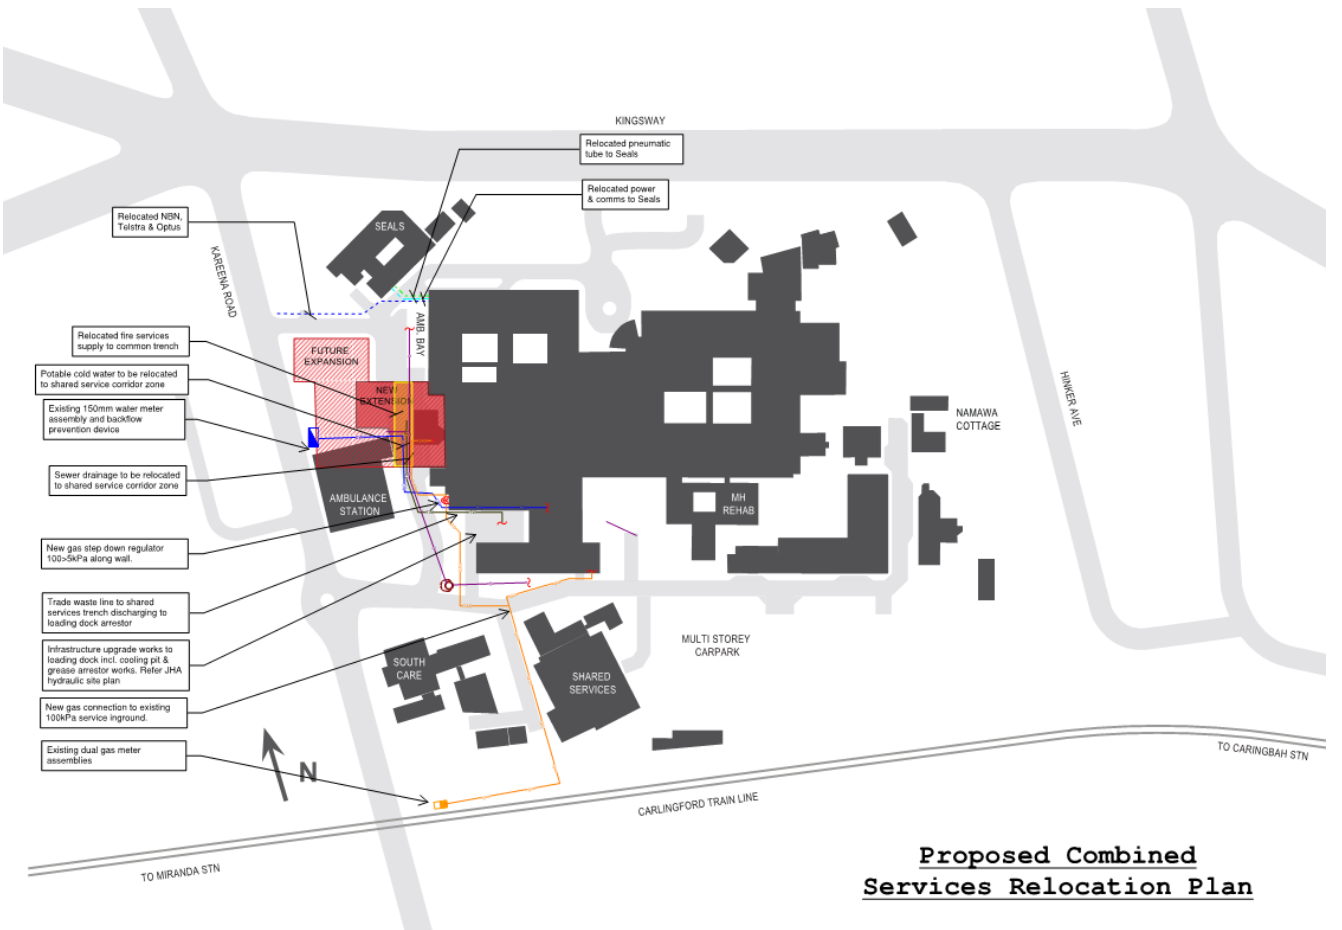 KINGSWAY
Relocated pneumatic
tube to Seals
Relocated power
& comms to Seals
Relocated NBN,
Telstra & Optus
SEALS
KAREENA ROAD
AMB. BAY
Relocated fire services
supply to common trench
FUTURE
EXPANSION
Potable cold water to be relocated
to shared service corridor zone
NEW
EXTENSION
Existing 150mm water meter
assembly and backflow
prevention device
HINKER AVE
NAMAWA
COTTAGE
Sewer drainage to be relocated
to shared service corridor zone
AMBULANCE
STATION
MH
REHAB
New gas step down regulator
100>5kPa along wall.
Trade waste line to shared
services trench discharging to
loading dock arrestor
Infrastructure upgrade works to
loading dock incl. cooling pit &
grease arrestor works. Refer JHA
hydraulic site plan
MULTI STOREY
CARPARK
SOUTH
CARE
SHARED
SERVICES
New gas connection to existing
100kPa service inground.
Existing dual gas meter
assemblies
N
TO CARINGBAH STN
CARLINGFORD TRAIN LINE
TO MIRANDA STN
Proposed Combined
Services Relocation Plan